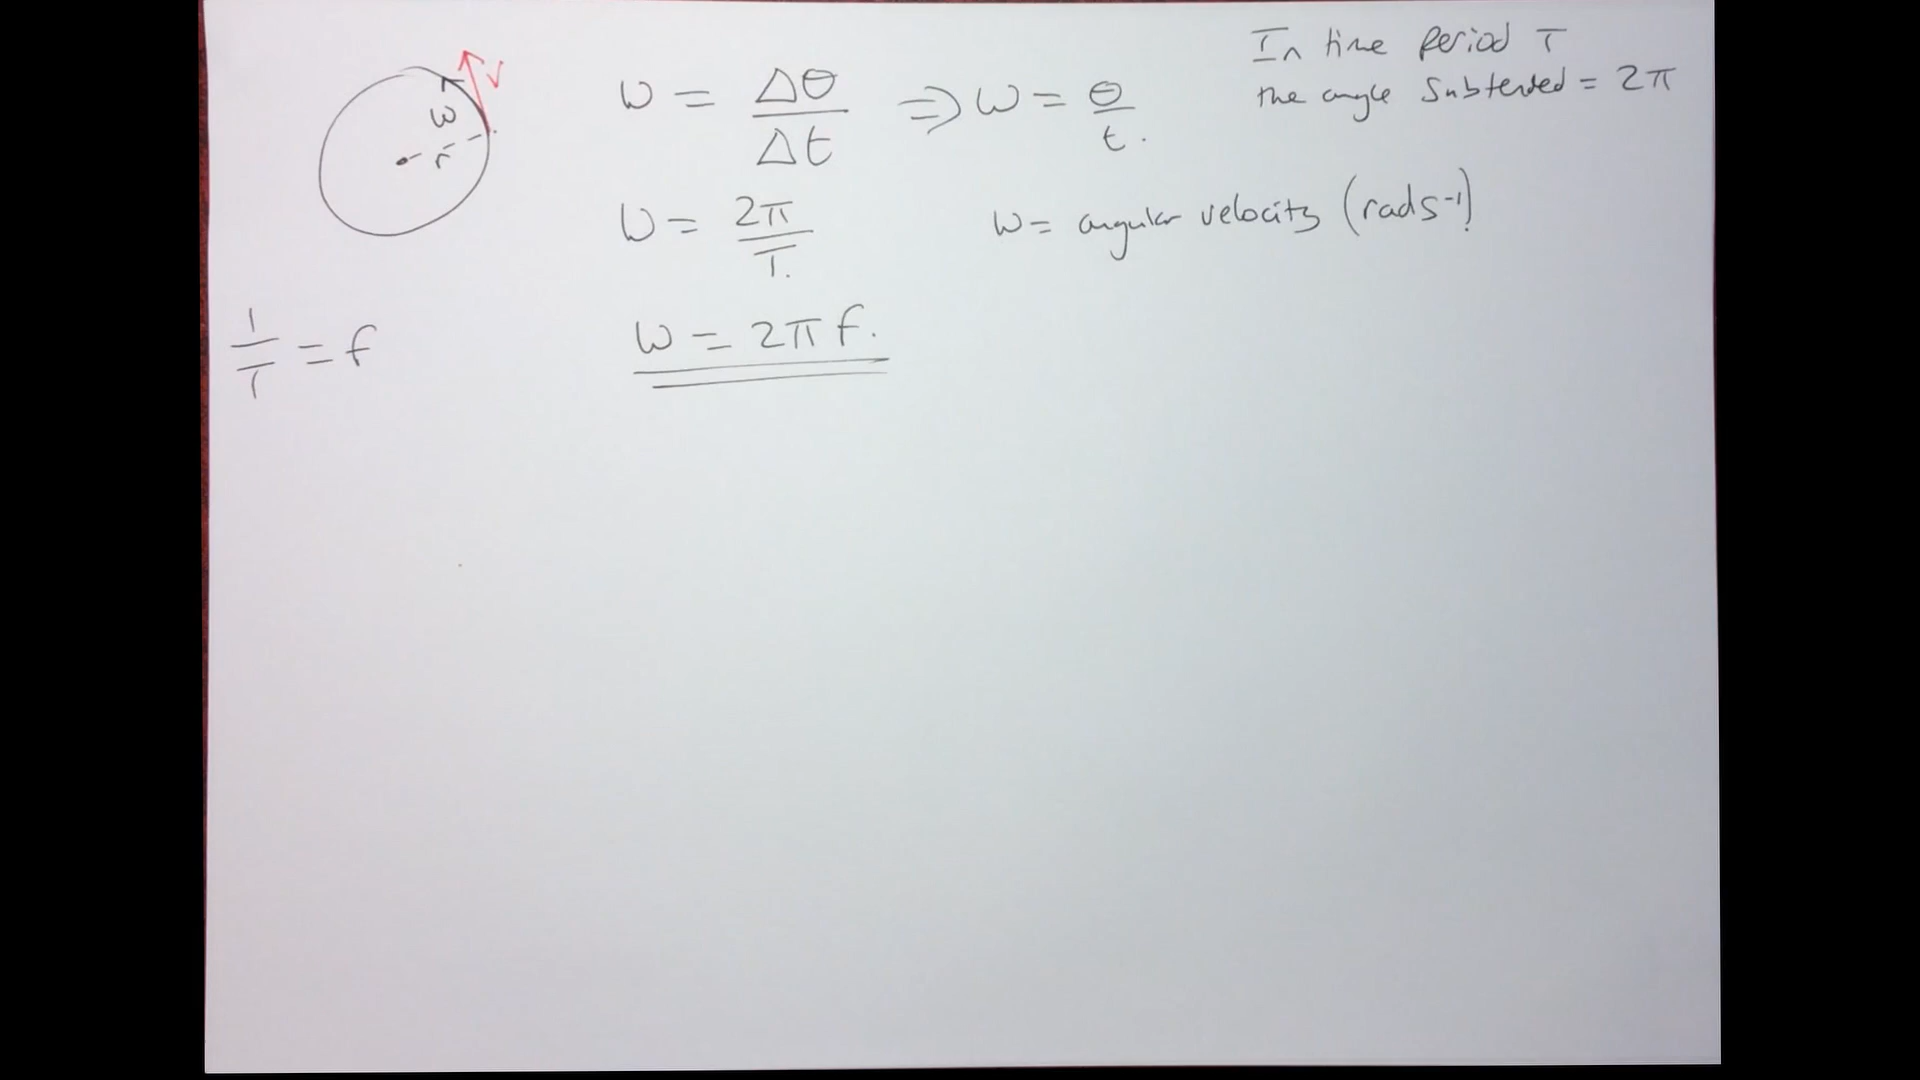 In time period T
the angle subtended = 2π
v
ω
r
ω = Δθ/Δt ⇒ ω = θ/t.
ω = 2π/T.
ω = angular velocity (rads⁻¹)
1/T = f
ω = 2πf.